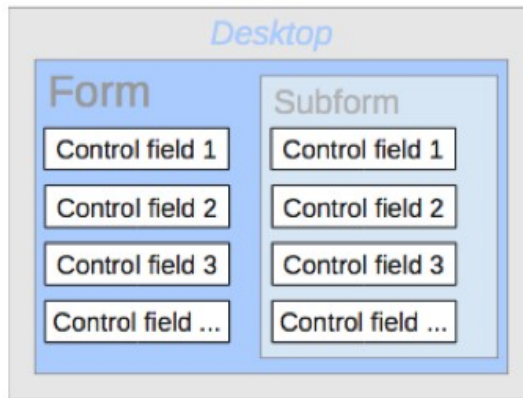 Desktop
Form
Control field 1
Control field 2
Control field 3
Control field ...
Subform
Control field 1
Control field 2
Control field 3
Control field ...